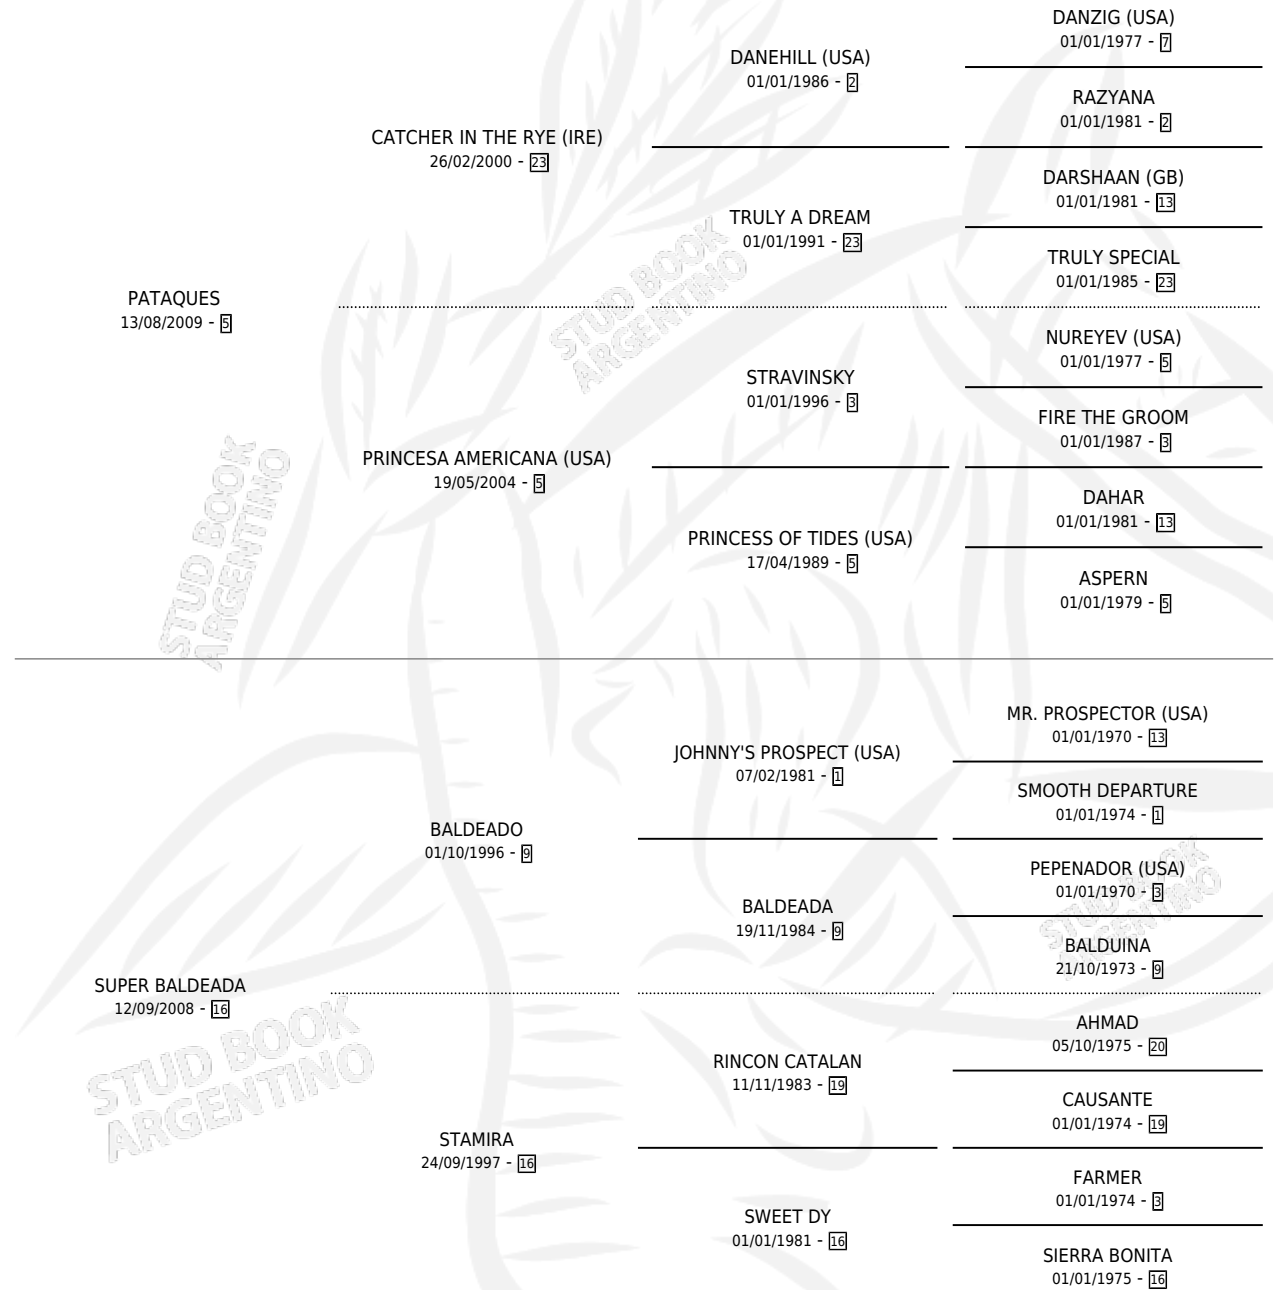 DANZIG (USA)
01/01/1977 - 7
DANEHILL (USA)
01/01/1986 - 2
RAZYANA
01/01/1981 - 2
CATCHER IN THE RYE (IRE)
26/02/2000 - 23
DARSHAAN (GB)
01/01/1981 - 13
TRULY A DREAM
01/01/1991 - 23
TRULY SPECIAL
01/01/1985 - 23
PATAQUES
13/08/2009 - 5
STUD BOOK
ARGENTINO
NUREYEV (USA)
01/01/1977 - 5
STRAVINSKY
01/01/1996 - 3
FIRE THE GROOM
01/01/1987 - 3
PRINCESA AMERICANA (USA)
19/05/2004 - 5
DAHAR
01/01/1981 - 13
PRINCESS OF TIDES (USA)
17/04/1989 - 5
ASPERN
01/01/1979 - 5
STUD BOOK
ARGENTINO
MR. PROSPECTOR (USA)
01/01/1970 - 13
JOHNNY'S PROSPECT (USA)
07/02/1981 - 1
SMOOTH DEPARTURE
01/01/1974 - 1
BALDEADO
01/10/1996 - 9
PEPENADOR (USA)
01/01/1970 - 3
BALDEADA
19/11/1984 - 9
STUD BOOK
ARGENTINO
BALDUINA
21/10/1973 - 9
SUPER BALDEADA
12/09/2008 - 16
STUD BOOK
ARGENTINO
AHMAD
05/10/1975 - 20
RINCON CATALAN
11/11/1983 - 19
CAUSANTE
01/01/1974 - 19
STAMIRA
24/09/1997 - 16
FARMER
01/01/1974 - 3
SWEET DY
01/01/1981 - 16
SIERRA BONITA
01/01/1975 - 16